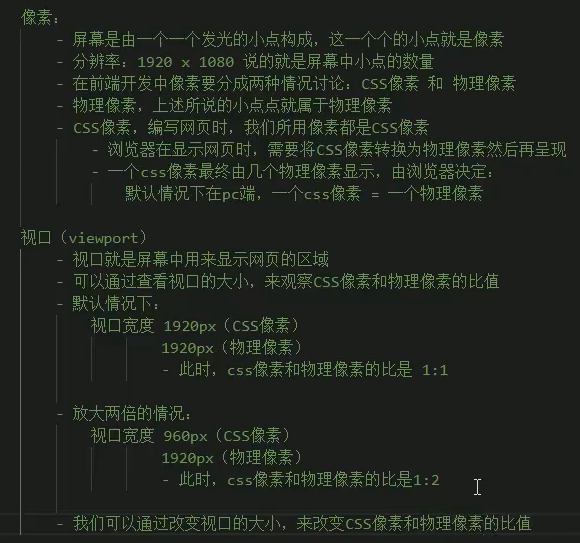 像素：
- 屏幕是由一个一个发光的小点构成，这一个个的小点就是像素
- 分辨率：1920 x 1080 说的就是屏幕中小点的数量
- 在前端开发中像素要分成两种情况讨论：CSS像素 和 物理像素
- 物理像素，上述所说的小点点就属于物理像素
- CSS像素，编写网页时，我们所用像素都是CSS像素
- 浏览器在显示网页时，需要将CSS像素转换为物理像素然后再呈现
- 一个css像素最终由几个物理像素显示，由浏览器决定：
默认情况下在pc端，一个css像素 = 一个物理像素
视口（viewport）
- 视口就是屏幕中用来显示网页的区域
- 可以通过查看视口的大小，来观察CSS像素和物理像素的比值
- 默认情况下：
视口宽度 1920px（CSS像素）
1920px（物理像素）
- 此时，css像素和物理像素的比是 1:1
- 放大两倍的情况：
视口宽度 960px（CSS像素）
1920px（物理像素）
- 此时，css像素和物理像素的比是1:2
- 我们可以通过改变视口的大小，来改变CSS像素和物理像素的比值